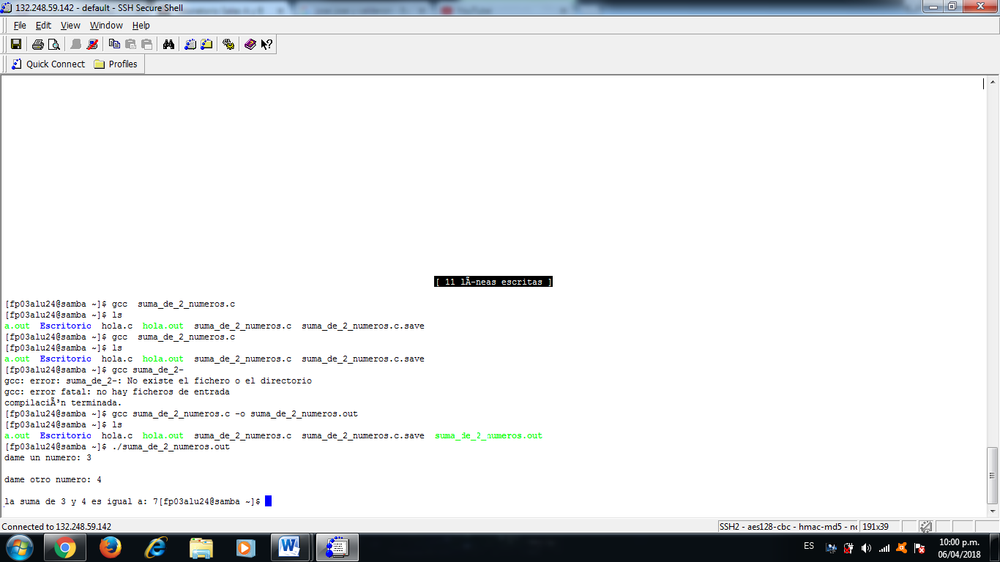 132.248.59.142 - default - SSH Secure Shell
File Edit View Window Help
Quick Connect Profiles
[ 11 lÃ-neas escritas ]
[fp03alu24@samba ~]$ gcc  suma_de_2_numeros.c
[fp03alu24@samba ~]$ ls
a.out  Escritorio  hola.c  hola.out  suma_de_2_numeros.c  suma_de_2_numeros.c.save
[fp03alu24@samba ~]$ gcc  suma_de_2_numeros.c
[fp03alu24@samba ~]$ ls
a.out  Escritorio  hola.c  hola.out  suma_de_2_numeros.c  suma_de_2_numeros.c.save
[fp03alu24@samba ~]$ gcc suma_de_2-
gcc: error: suma_de_2-: No existe el fichero o el directorio
gcc: error fatal: no hay ficheros de entrada
compilaciÃ³n terminada.
[fp03alu24@samba ~]$ gcc suma_de_2_numeros.c -o suma_de_2_numeros.out
[fp03alu24@samba ~]$ ls
a.out  Escritorio  hola.c  hola.out  suma_de_2_numeros.c  suma_de_2_numeros.c.save  suma_de_2_numeros.out
[fp03alu24@samba ~]$ ./suma_de_2_numeros.out
dame un numero: 3
dame otro numero: 4
la suma de 3 y 4 es igual a: 7[fp03alu24@samba ~]$
Connected to 132.248.59.142
SSH2 - aes128-cbc - hmac-md5 - 191x39
ES
10:00 p.m.
06/04/2018